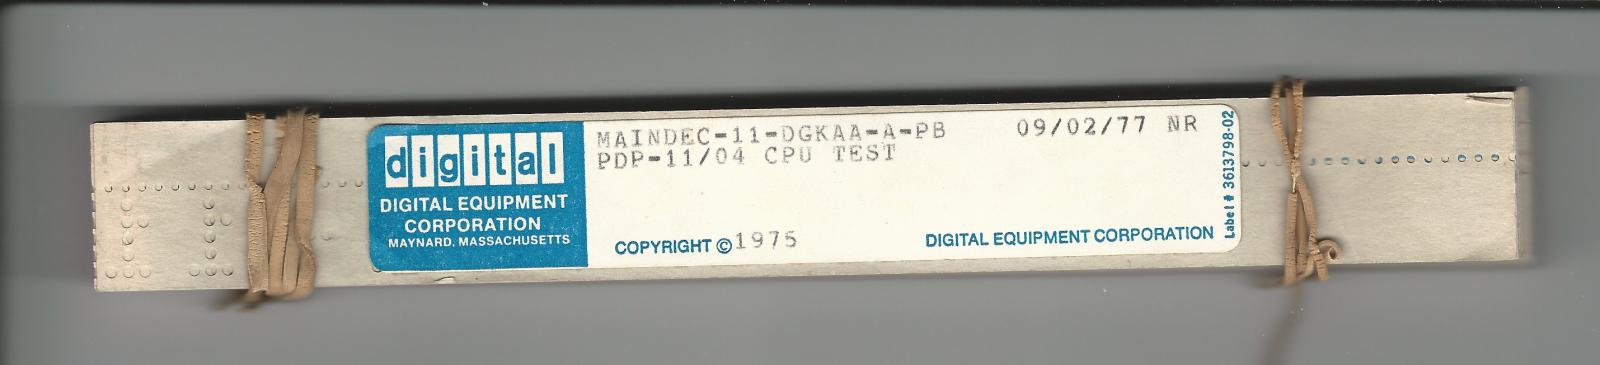 digital
DIGITAL EQUIPMENT
CORPORATION
MAYNARD, MASSACHUSETTS
MAINDEC-11-DGKAA-A-PB
09/02/77 NR
PDP-11/04 CPU TEST
COPYRIGHT © 1975
DIGITAL EQUIPMENT CORPORATION
Label # 3613798-02